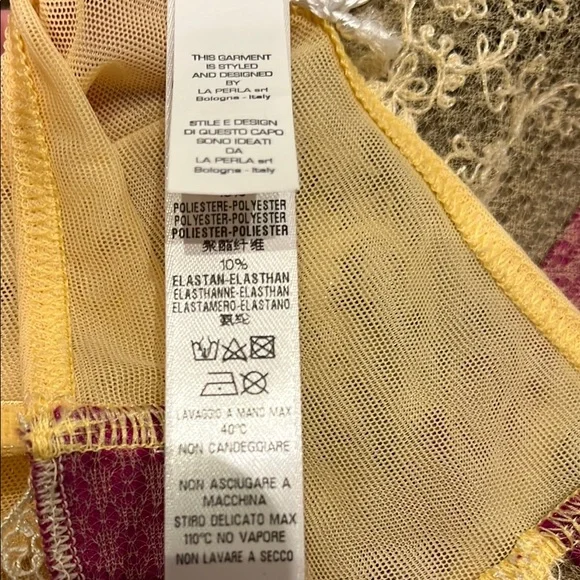 THIS GARMENT
IS STYLED
AND DESIGNED
BY
LA PERLA srl
Bologna - Italy
STILE E DESIGN
DI QUESTO CAPO
SONO IDEATI
DA
LA PERLA srl
Bologna - Italy
POLIESTERE-POLYESTER
POLYESTER-POLYESTER
POLIESTER-POLIESTER
聚酯纤维
10%
ELASTAN-ELASTHAN
ELASTHANNE-ELASTHAN
ELASTAMERO-ELASTANO
LAVAGGIO A MANO MAX
40°C
NON CANDEGGIARE
NON ASCIUGARE A
MACCHINA
STIRO DELICATO MAX
110°C NO VAPORE
NON LAVARE A SECCO